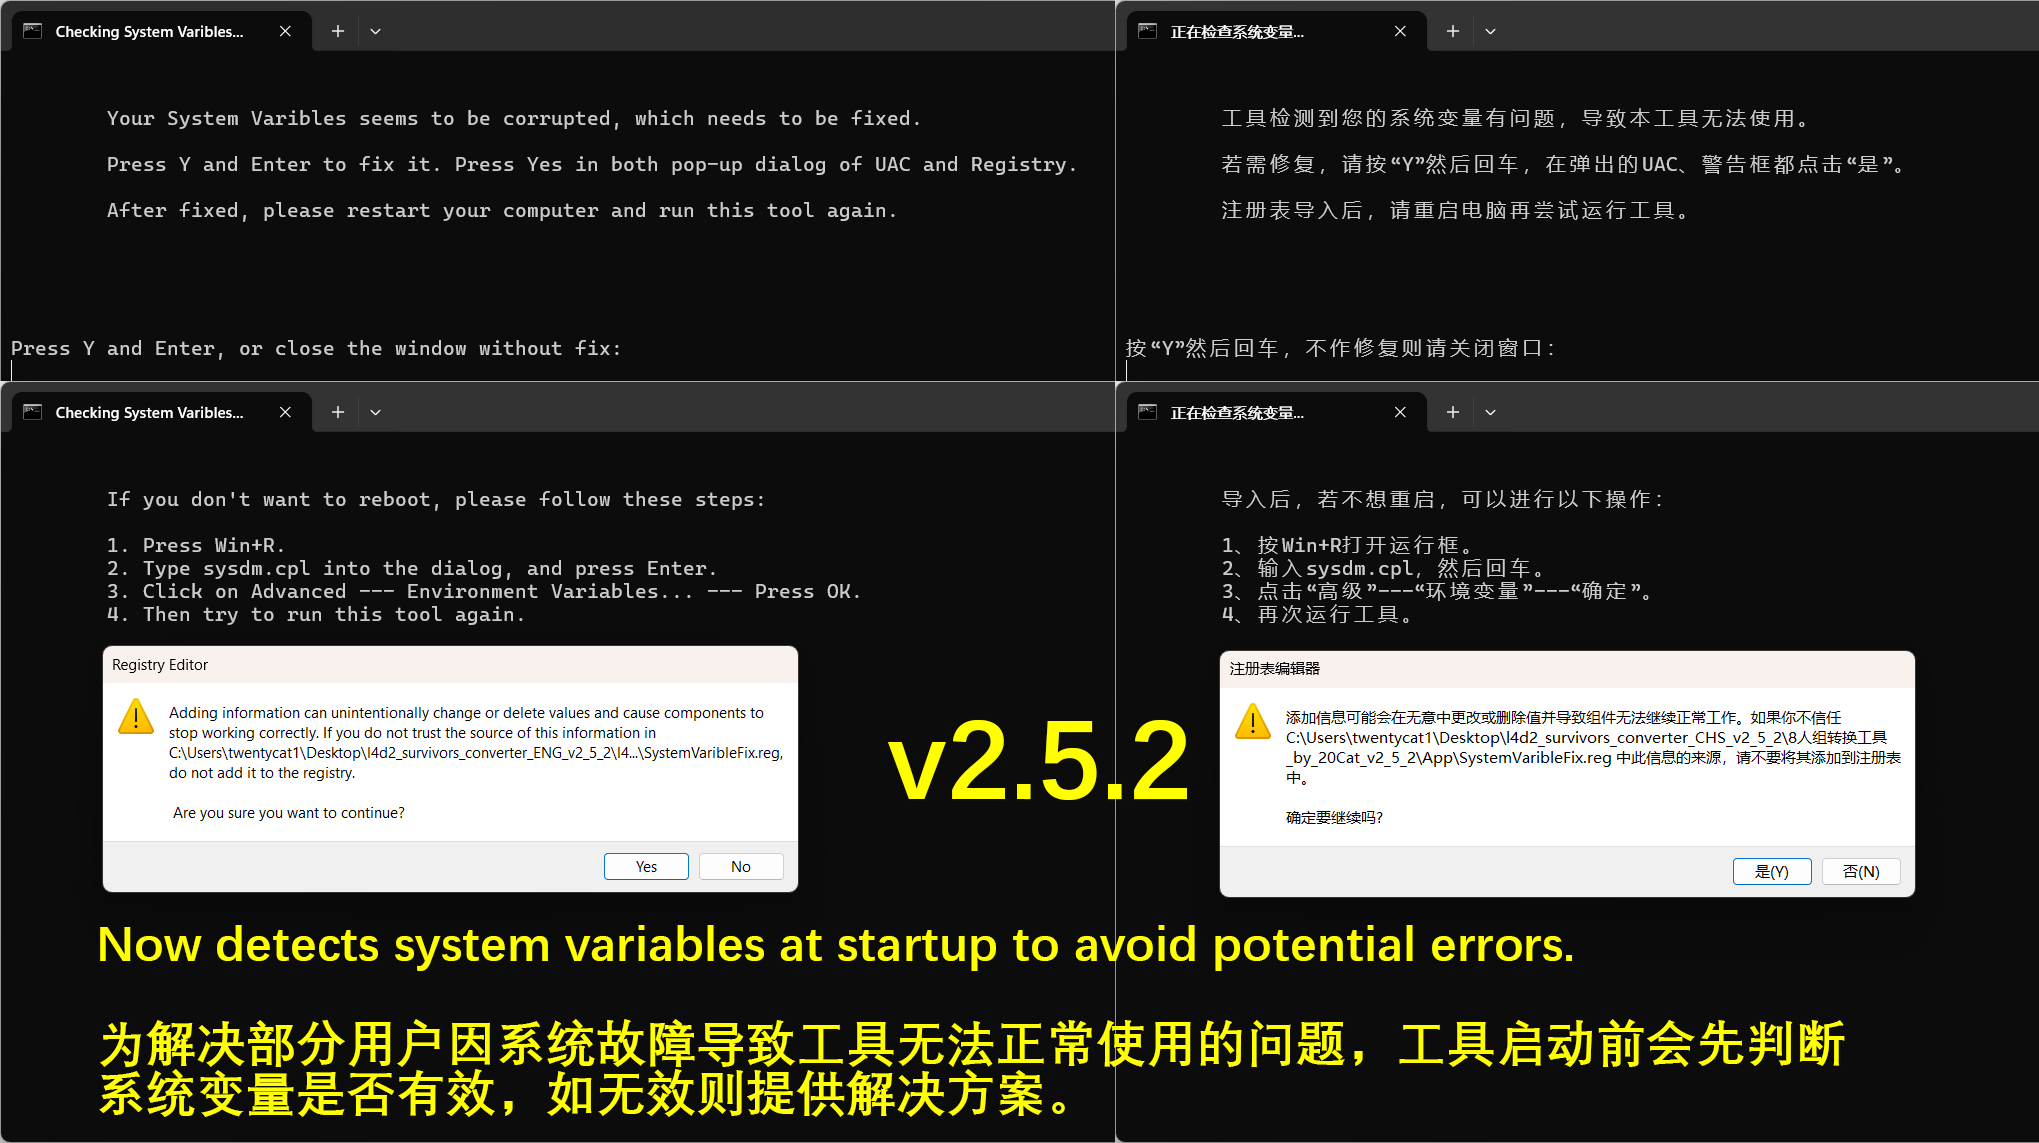 Checking System Varibles...
Your System Varibles seems to be corrupted, which needs to be fixed.
Press Y and Enter to fix it. Press Yes in both pop-up dialog of UAC and Registry.
After fixed, please restart your computer and run this tool again.
Press Y and Enter, or close the window without fix:
正在检查系统变量...
工具检测到您的系统变量有问题，导致本工具无法使用。
若需修复，请按“Y”然后回车，在弹出的UAC、警告框都点击“是”。
注册表导入后，请重启电脑再尝试运行工具。
按“Y”然后回车，不作修复则请关闭窗口：
Checking System Varibles...
If you don't want to reboot, please follow these steps:
1. Press Win+R.
2. Type sysdm.cpl into the dialog, and press Enter.
3. Click on Advanced --- Environment Variables... --- Press OK.
4. Then try to run this tool again.
Registry Editor
Adding information can unintentionally change or delete values and cause components to
stop working correctly. If you do not trust the source of this information in
C:\Users\twentycat1\Desktop\l4d2_survivors_converter_ENG_v2_5_2\l4...\SystemVaribleFix.reg,
do not add it to the registry.
Are you sure you want to continue?
Yes
No
正在检查系统变量...
导入后，若不想重启，可以进行以下操作：
1、按Win+R打开运行框。
2、输入sysdm.cpl，然后回车。
3、点击“高级”---“环境变量”---“确定”。
4、再次运行工具。
注册表编辑器
添加信息可能会在无意中更改或删除值并导致组件无法继续正常工作。如果你不信任
C:\Users\twentycat1\Desktop\l4d2_survivors_converter_CHS_v2_5_2\8人组转换工具
_by_20Cat_v2_5_2\App\SystemVaribleFix.reg 中此信息的来源，请不要将其添加到注册表
中。
确定要继续吗?
是(Y)
否(N)
v2.5.2
Now detects system variables at startup to avoid potential errors.
为解决部分用户因系统故障导致工具无法正常使用的问题，工具启动前会先判断
系统变量是否有效，如无效则提供解决方案。